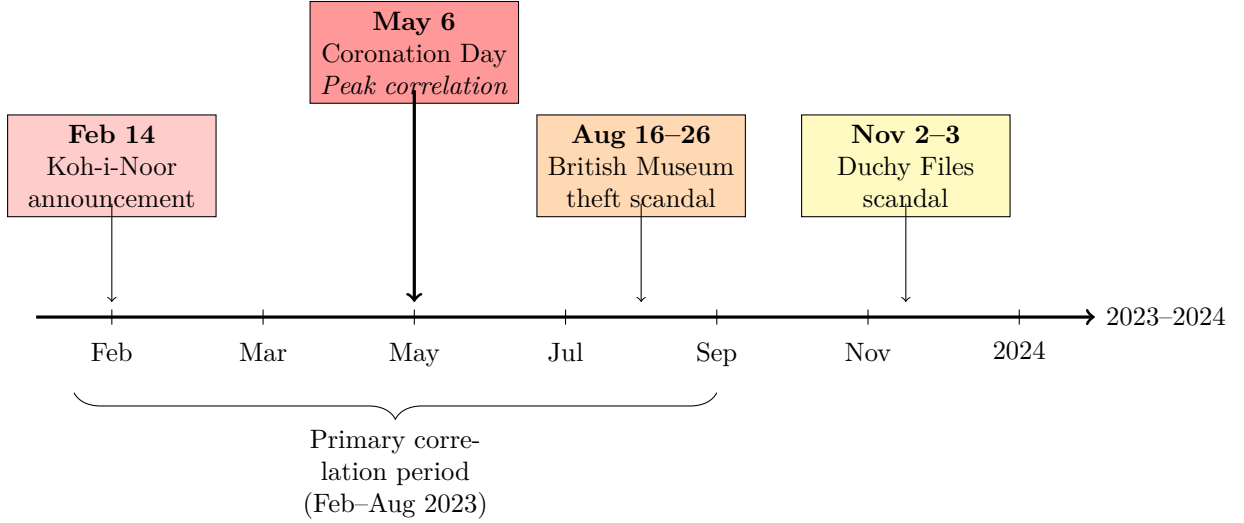 May 6
Coronation Day
Peak correlation
Feb 14
Koh-i-Noor
announcement
Aug 16–26
British Museum
theft scandal
Nov 2–3
Duchy Files
scandal
2023–2024
Feb
Mar
May
Jul
Sep
Nov
2024
Primary corre-
lation period
(Feb–Aug 2023)